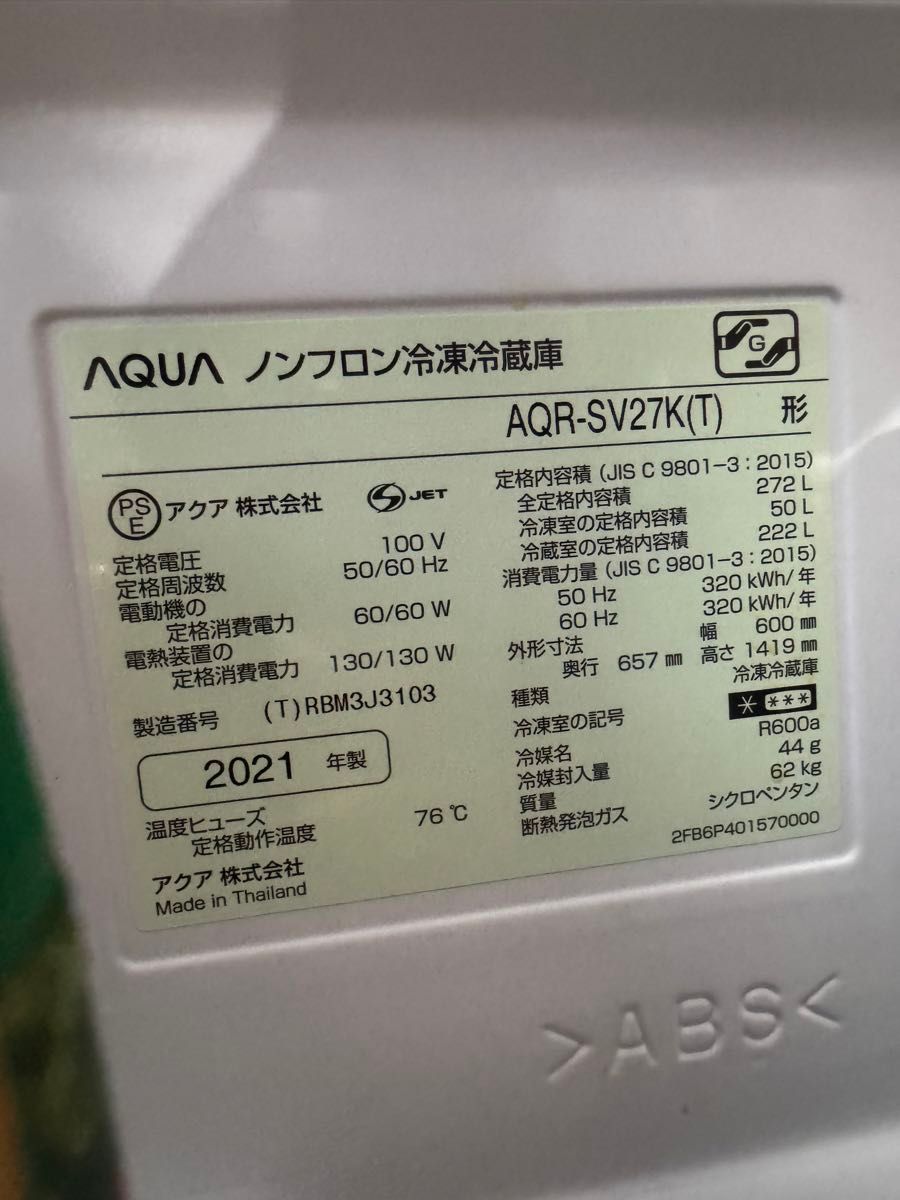 AQUA ノンフロン冷凍冷蔵庫
G
AQR-SV27K(T) 形
PS
E
アクア 株式会社
S JET
定格電圧 100 V
定格周波数 50/60 Hz
電動機の
定格消費電力 60/60 W
電熱装置の
定格消費電力 130/130 W
製造番号 (T)RBM3J3103
2021 年製
温度ヒューズ
定格動作温度 76 ℃
アクア 株式会社
Made in Thailand
定格内容積 (JIS C 9801-3：2015)
全定格内容積 272 L
冷凍室の定格内容積 50 L
冷蔵室の定格内容積 222 L
消費電力量 (JIS C 9801-3：2015)
50 Hz 320 kWh/年
60 Hz 320 kWh/年
外形寸法 幅 600 ㎜
奥行 657 ㎜ 高さ 1419 ㎜
種類 冷凍冷蔵庫
冷凍室の記号 * ***
冷媒名 R600a
冷媒封入量 44 g
質量 62 kg
断熱発泡ガス シクロペンタン
2FB6P401570000
>ABS<